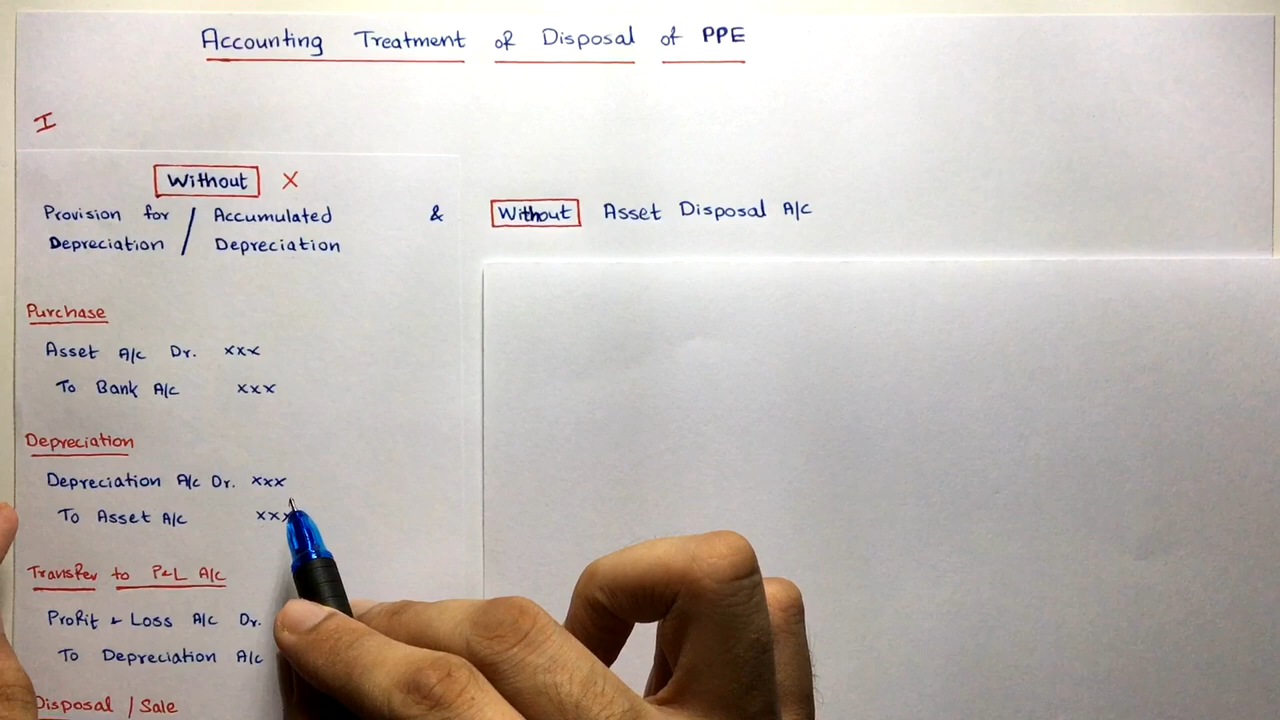 Accounting Treatment of Disposal of PPE
I
Without X
Provision for / Accumulated & Without Asset Disposal A/c
Depreciation / Depreciation
Purchase
Asset A/c Dr. xxx
To Bank A/c xxx
Depreciation
Depreciation A/c Dr. xxx
To Asset A/c xxx
Transfer to P&L A/c
Profit & Loss A/c Dr.
To Depreciation A/c
Disposal / Sale